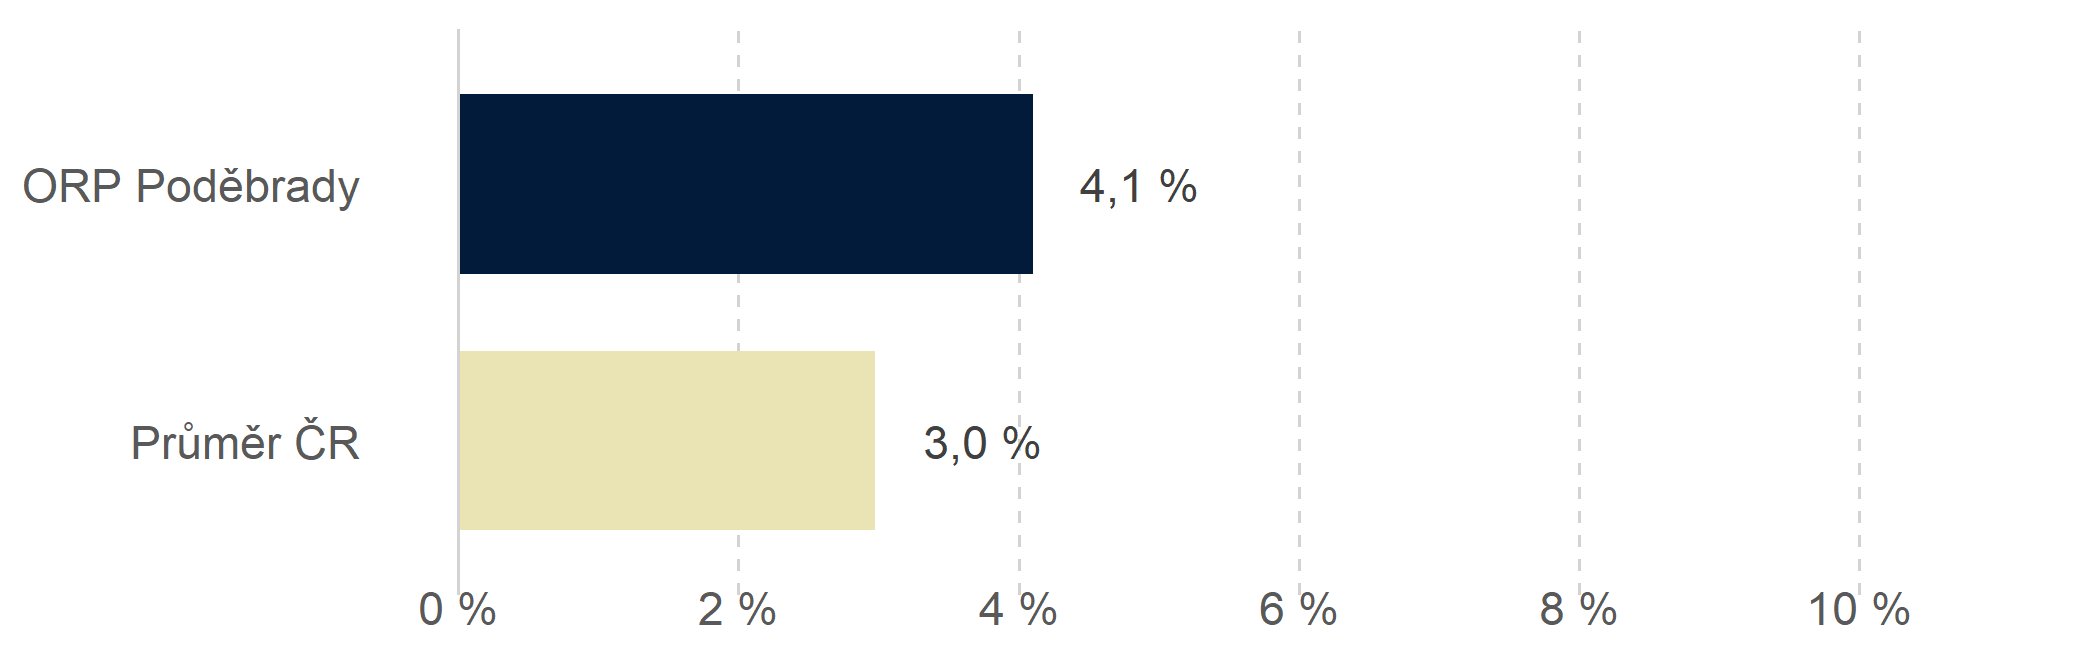 ORP Poděbrady
4,1 %
Průměr ČR
3,0 %
0 % 2 % 4 % 6 % 8 % 10 %